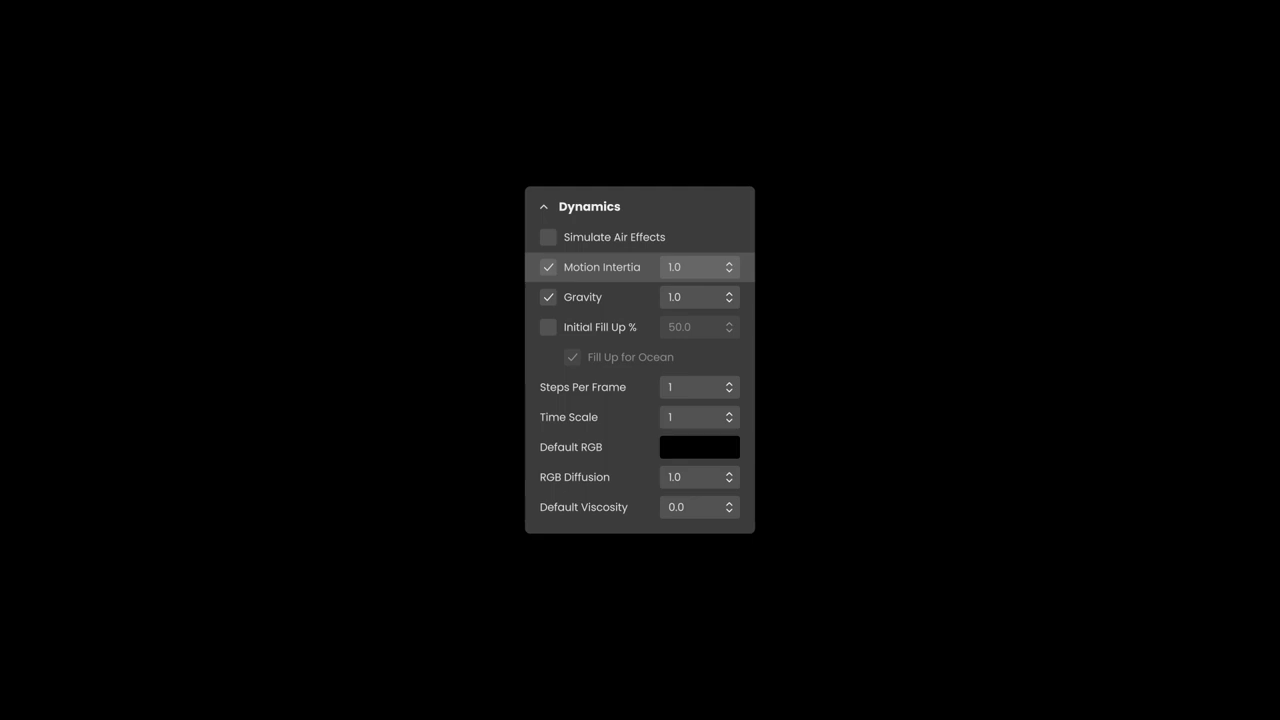 Dynamics
Simulate Air Effects
Motion Intertia 1.0
Gravity 1.0
Initial Fill Up % 50.0
Fill Up for Ocean
Steps Per Frame 1
Time Scale 1
Default RGB
RGB Diffusion 1.0
Default Viscosity 0.0